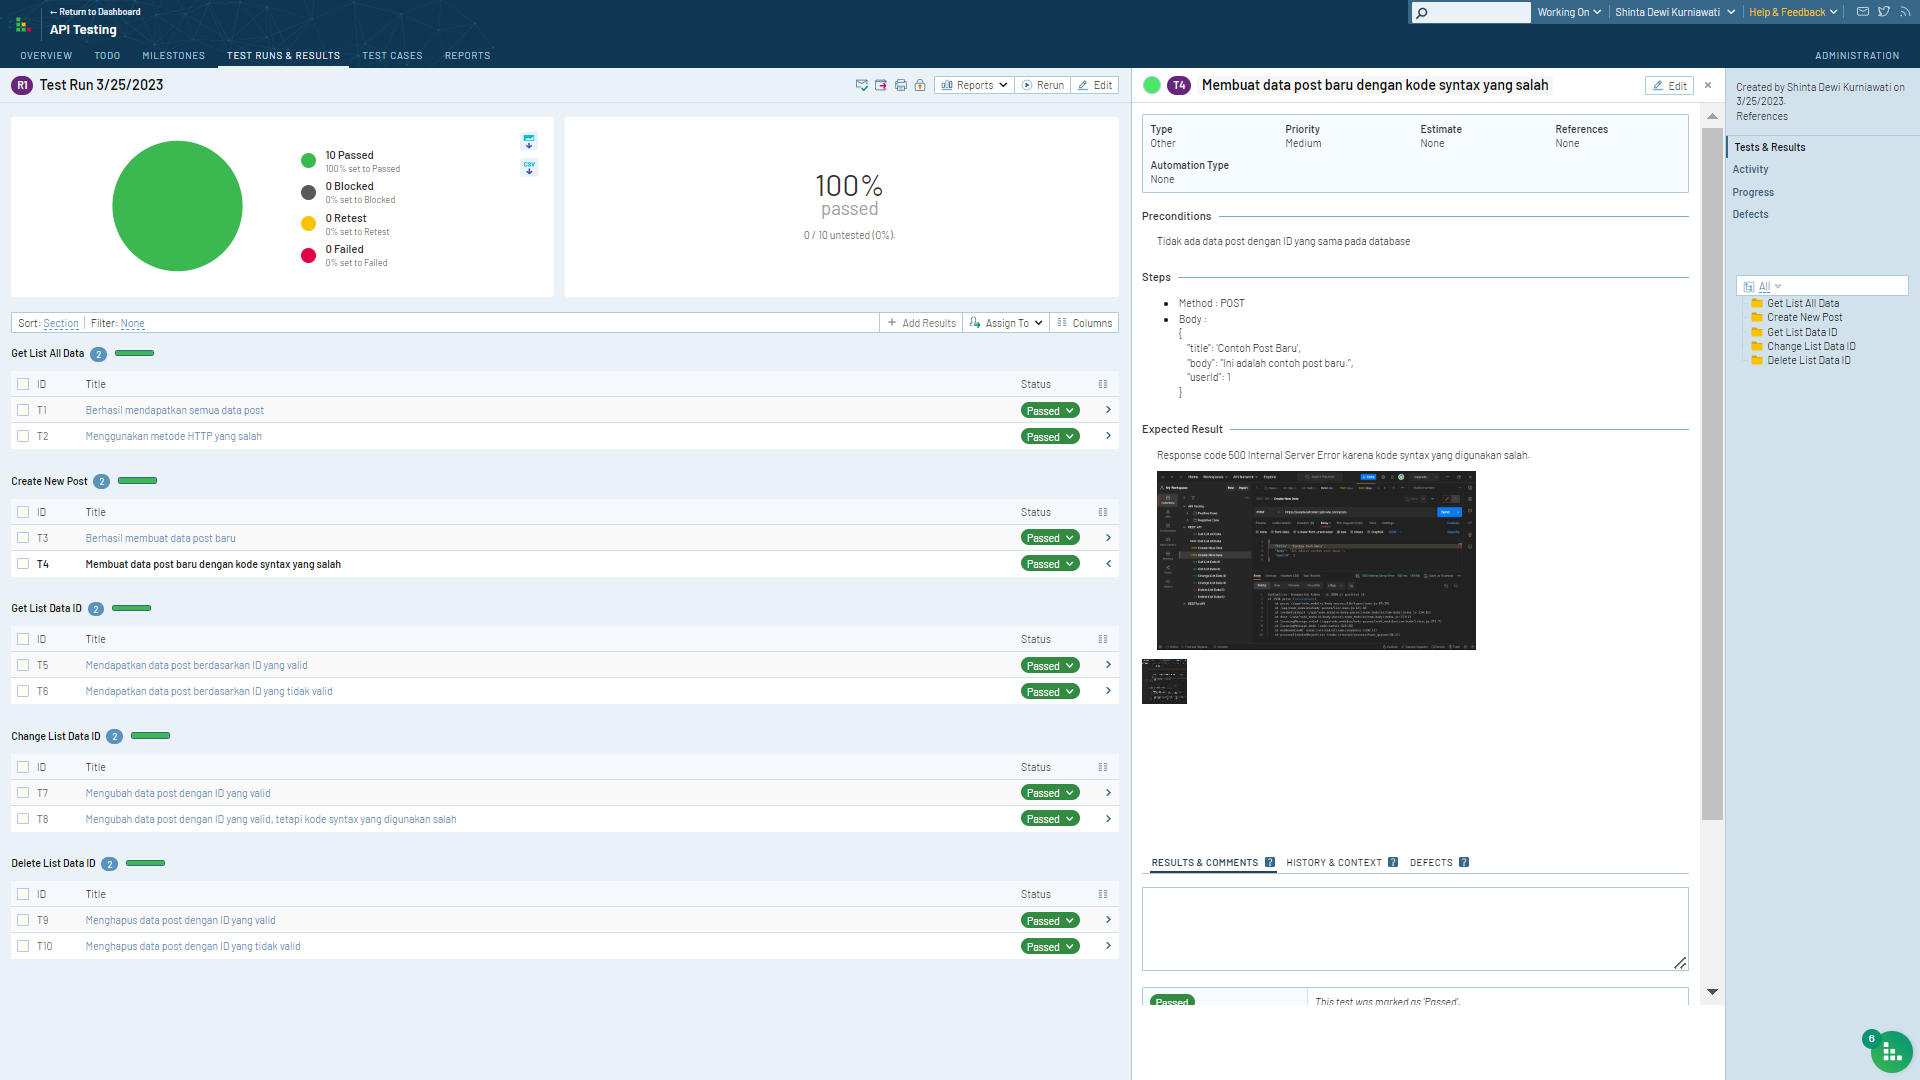 ← Return to Dashboard
API Testing
Working On
Shinta Dewi Kurniawati
Help & Feedback
OVERVIEW
TODO
MILESTONES
TEST RUNS & RESULTS
TEST CASES
REPORTS
ADMINISTRATION
R1 Test Run 3/25/2023
Reports
Rerun
Edit
10 Passed
100% set to Passed
0 Blocked
0% set to Blocked
0 Retest
0% set to Retest
0 Failed
0% set to Failed
CSV
100%
passed
0 / 10 untested (0%).
Sort: Section
Filter: None
Add Results
Assign To
Columns
Get List All Data 2
ID Title Status
T1 Berhasil mendapatkan semua data post Passed
T2 Menggunakan metode HTTP yang salah Passed
Create New Post 2
ID Title Status
T3 Berhasil membuat data post baru Passed
T4 Membuat data post baru dengan kode syntax yang salah Passed
Get List Data ID 2
ID Title Status
T5 Mendapatkan data post berdasarkan ID yang valid Passed
T6 Mendapatkan data post berdasarkan ID yang tidak valid Passed
Change List Data ID 2
ID Title Status
T7 Mengubah data post dengan ID yang valid Passed
T8 Mengubah data post dengan ID yang valid, tetapi kode syntax yang digunakan salah Passed
Delete List Data ID 2
ID Title Status
T9 Menghapus data post dengan ID yang valid Passed
T10 Menghapus data post dengan ID yang tidak valid Passed
T4 Membuat data post baru dengan kode syntax yang salah
Edit
×
Type Priority Estimate References
Other Medium None None
Automation Type
None
Preconditions
Tidak ada data post dengan ID yang sama pada database
Steps
• Method : POST
• Body :
{
"title": 'Contoh Post Baru',
"body": "Ini adalah contoh post baru.",
"userId": 1
}
Expected Result
Response code 500 Internal Server Error karena kode syntax yang digunakan salah.
RESULTS & COMMENTS ?
HISTORY & CONTEXT ?
DEFECTS ?
Passed
This test was marked as 'Passed'.
Created by Shinta Dewi Kurniawati on
3/25/2023.
References
Tests & Results
Activity
Progress
Defects
All
Get List All Data
Create New Post
Get List Data ID
Change List Data ID
Delete List Data ID
6